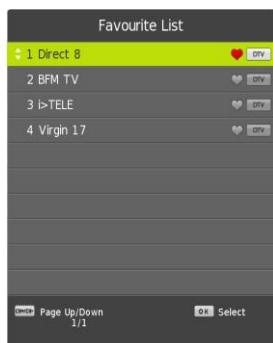 Favourite List
1 Direct 8 DTV
2 BFM TV DTV
3 i>TELE DTV
4 Virgin 17 DTV
Page Up/Down OK Select
1/1